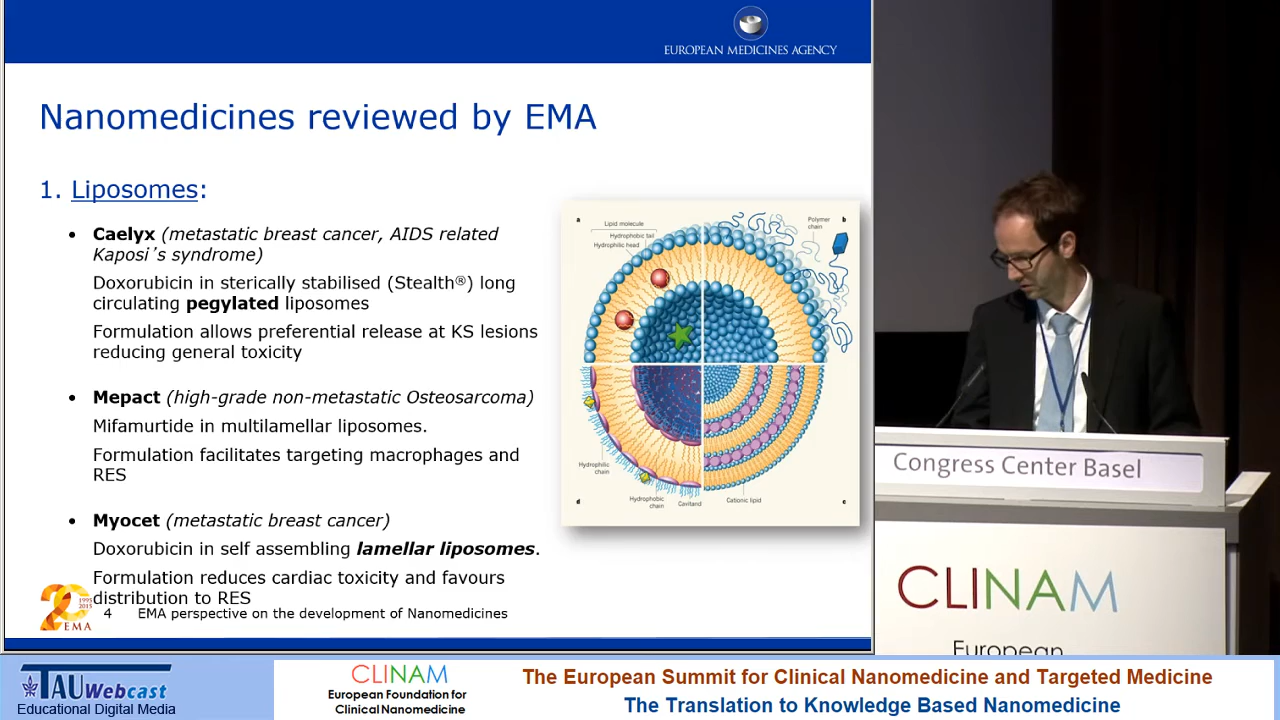 EUROPEAN MEDICINES AGENCY
Nanomedicines reviewed by EMA
1. Liposomes:
• Caelyx (metastatic breast cancer, AIDS related
Kaposi´s syndrome)
Doxorubicin in sterically stabilised (Stealth®) long
circulating pegylated liposomes
Formulation allows preferential release at KS lesions
reducing general toxicity
• Mepact (high-grade non-metastatic Osteosarcoma)
Mifamurtide in multilamellar liposomes.
Formulation facilitates targeting macrophages and
RES
• Myocet (metastatic breast cancer)
Doxorubicin in self assembling lamellar liposomes.
Formulation reduces cardiac toxicity and favours
distribution to RES
a
Lipid molecule
Hydrophobic tail
Hydrophilic head
Polymer
chain
b
Hydrophilic
chain
d
Hydrophobic
chain
Cavitand
Cationic lipid
c
20
1995
2015
EMA
4 EMA perspective on the development of Nanomedicines
Congress Center Basel
CLINAM
European
TAU Webcast
Educational Digital Media
CLINAM
European Foundation for
Clinical Nanomedicine
The European Summit for Clinical Nanomedicine and Targeted Medicine
The Translation to Knowledge Based Nanomedicine